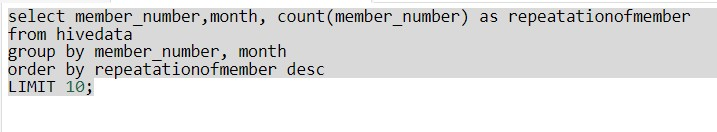 select member_number,month, count(member_number) as repeatationofmember
from hivedata
group by member_number, month
order by repeatationofmember desc
LIMIT 10;